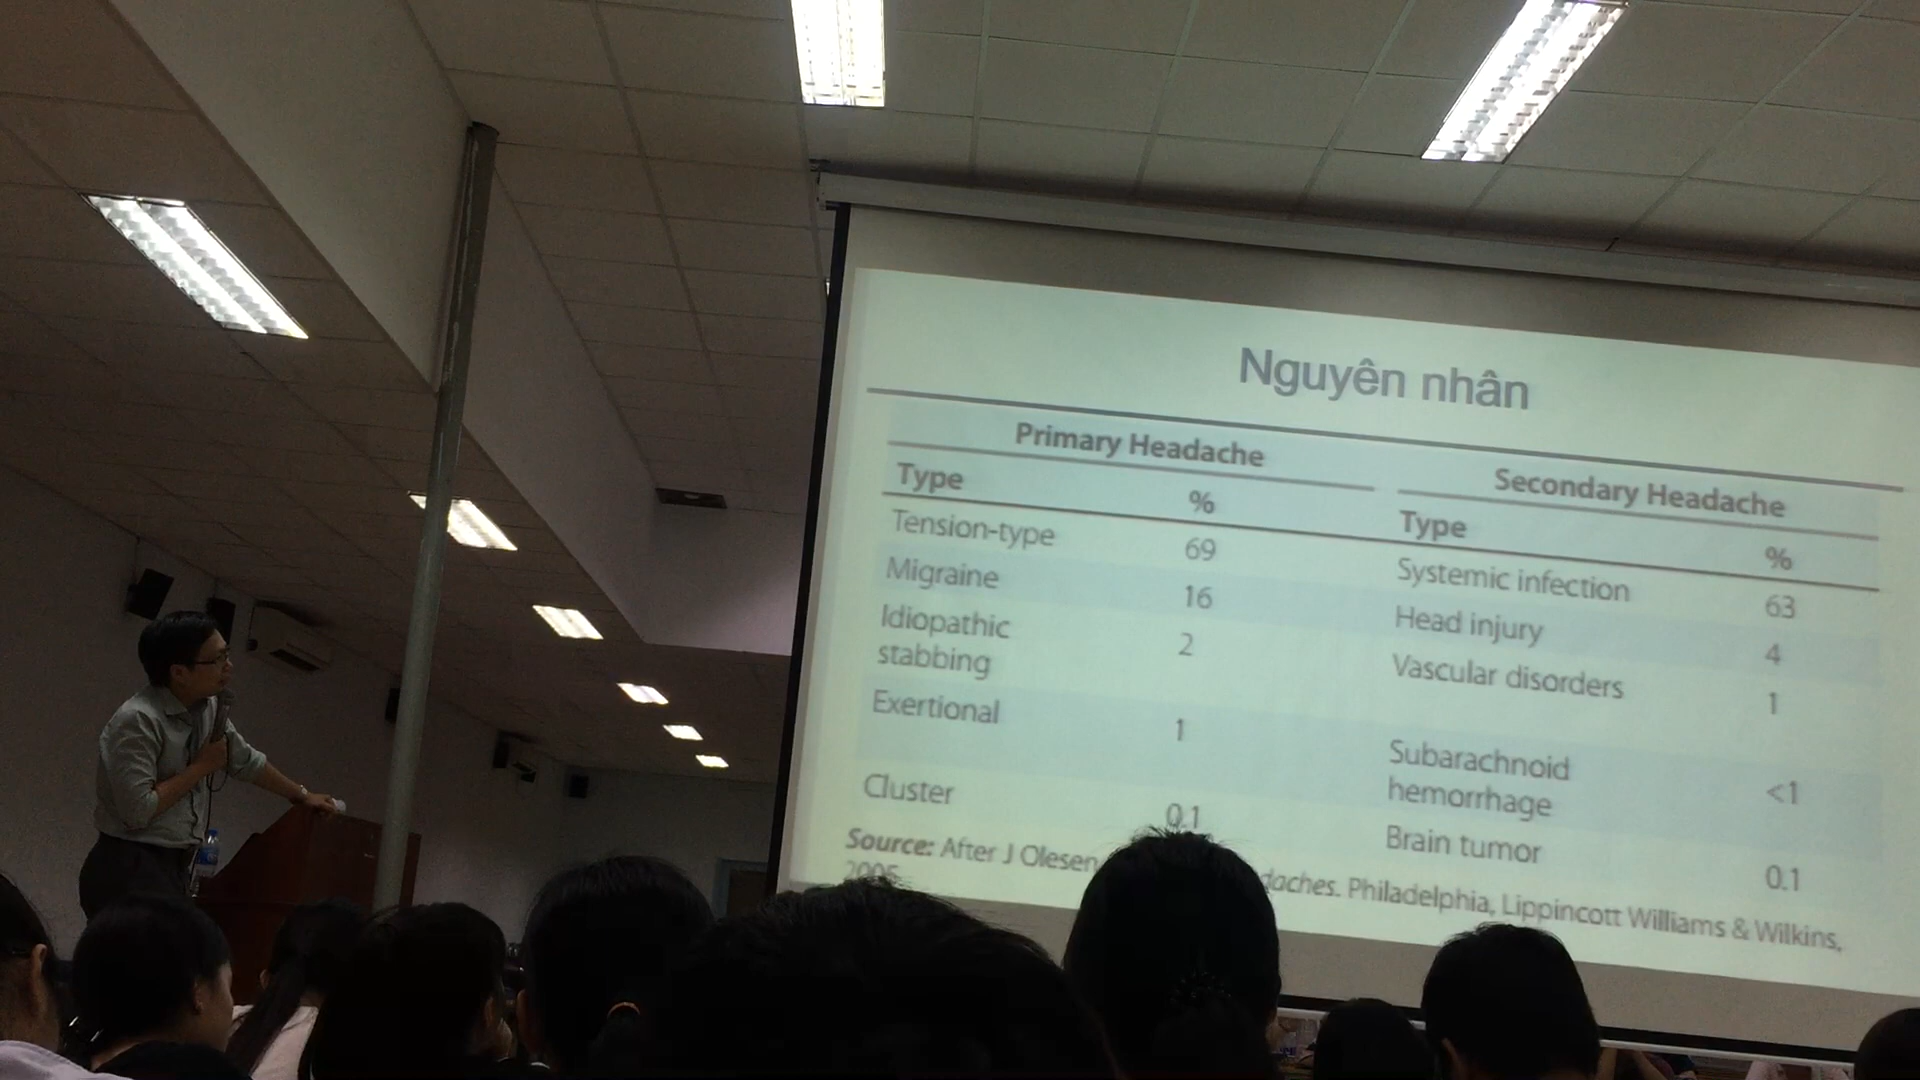 Nguyên nhân
Primary Headache
Secondary Headache
Type %
Type %
Tension-type 69
Systemic infection 63
Migraine 16
Head injury 4
Idiopathic
stabbing 2
Vascular disorders 1
Exertional 1
Subarachnoid
hemorrhage <1
Cluster 0.1
Brain tumor 0.1
Source: After J Olesen daches. Philadelphia, Lippincott Williams & Wilkins,
2005